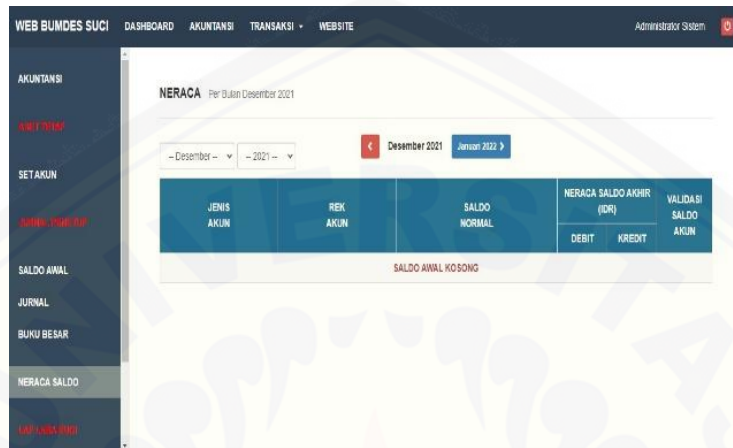 WEB BUMDES SUCI DASHBOARD AKUNTANSI TRANSAKSI WEBSITE Administrator Sistem
AKUNTANSI
SET AKUN
SALDO AWAL
JURNAL
BUKU BESAR
NERACA SALDO
NERACA Per Bulan Desember 2021
-- Desember -- -- 2021 -- Desember 2021 Januari 2022
JENIS AKUN
REK AKUN
SALDO NORMAL
NERACA SALDO AKHIR (IDR)
DEBIT KREDIT
VALIDASI SALDO AKUN
SALDO AWAL KOSONG
UNIVERSITAS